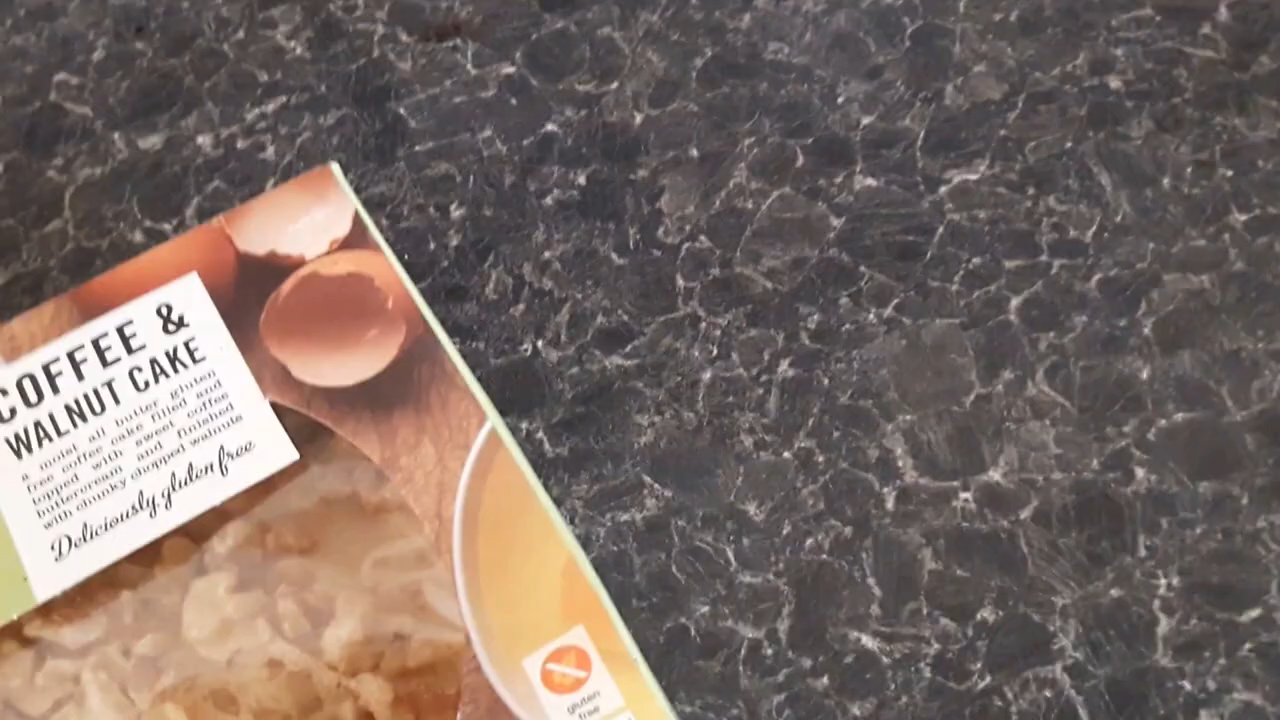 COFFEE &
WALNUT CAKE
a moist all butter gluten
free coffee cake filled and
topped with sweet coffee
buttercream and finished
with chunky chopped walnuts
Deliciously gluten free
gluten
free